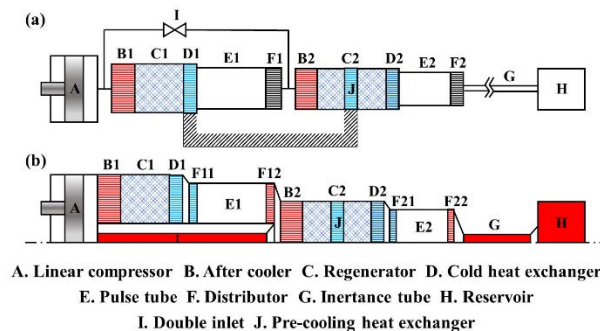 (a)
I
B1 C1 D1 E1 F1 B2 C2 D2 E2 F2
A J G H
(b)
B1 C1 D1 F11 F12 B2 C2 D2 F21 F22
A E1 J E2 G H
A. Linear compressor B. After cooler C. Regenerator D. Cold heat exchanger
E. Pulse tube F. Distributor G. Inertance tube H. Reservoir
I. Double inlet J. Pre-cooling heat exchanger